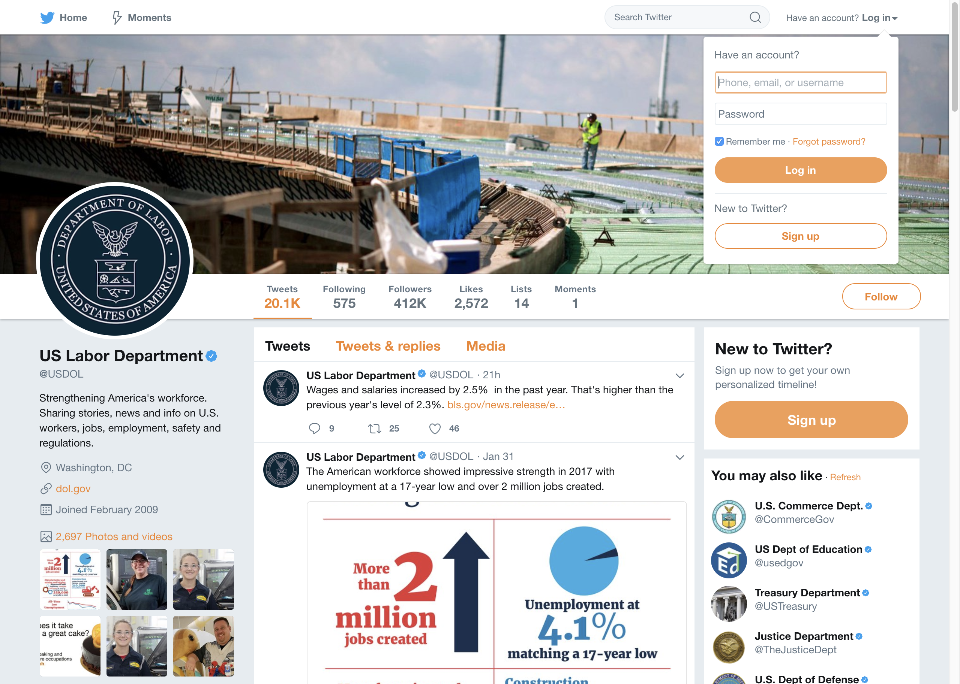 Home
Moments
Search Twitter
Have an account? Log in
Have an account?
Phone, email, or username
Password
Remember me · Forgot password?
Log in
New to Twitter?
Sign up
DEPARTMENT OF LABOR
UNITED STATES OF AMERICA
Tweets
20.1K
Following
575
Followers
412K
Likes
2,572
Lists
14
Moments
1
Follow
US Labor Department
@USDOL
Strengthening America's workforce.
Sharing stories, news and info on U.S.
workers, jobs, employment, safety and
regulations.
Washington, DC
dol.gov
Joined February 2009
2,697 Photos and videos
Tweets
Tweets & replies
Media
US Labor Department @USDOL · 21h
Wages and salaries increased by 2.5% in the past year. That's higher than the
previous year's level of 2.3%. bls.gov/news.release/e…
9
25
46
US Labor Department @USDOL · Jan 31
The American workforce showed impressive strength in 2017 with
unemployment at a 17-year low and over 2 million jobs created.
More
than 2
million
jobs created
Unemployment at
4.1%
matching a 17-year low
Construction
New to Twitter?
Sign up now to get your own
personalized timeline!
Sign up
You may also like · Refresh
U.S. Commerce Dept.
@CommerceGov
US Dept of Education
@usedgov
Treasury Department
@USTreasury
Justice Department
@TheJusticeDept
U.S. Dept of Defense